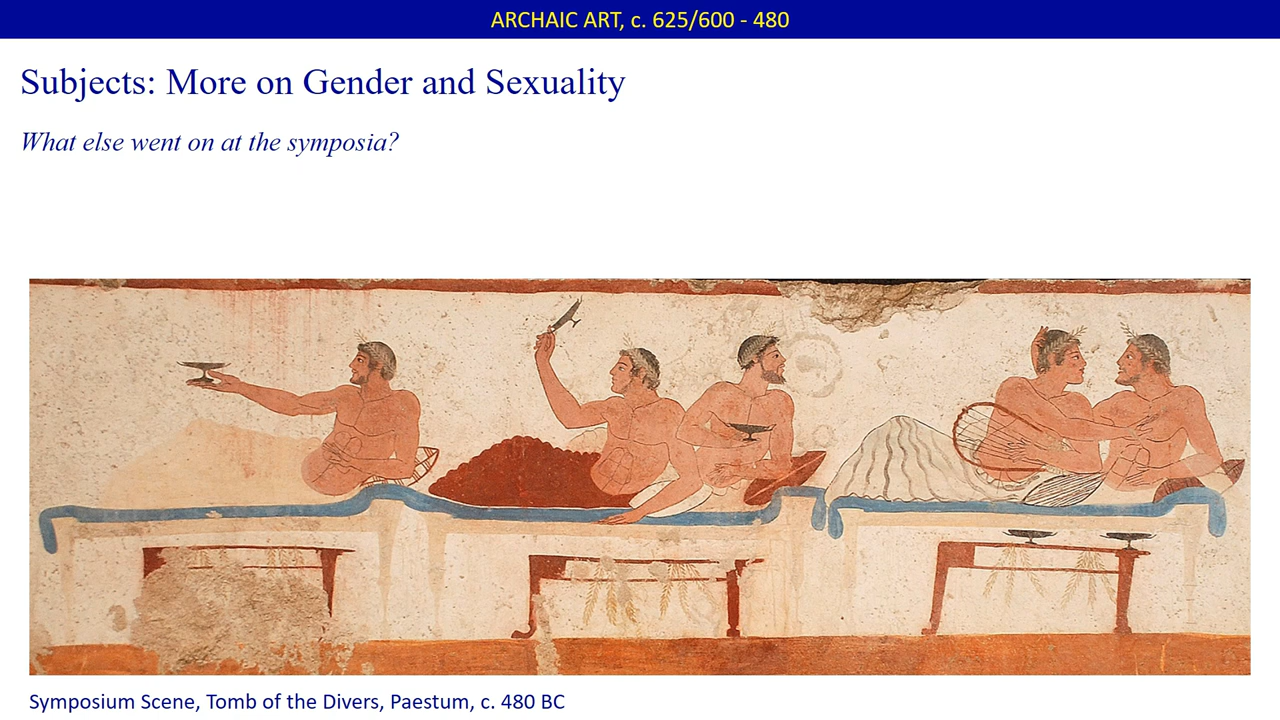 ARCHAIC ART, c. 625/600 - 480
Subjects: More on Gender and Sexuality
What else went on at the symposia?
Symposium Scene, Tomb of the Divers, Paestum, c. 480 BC